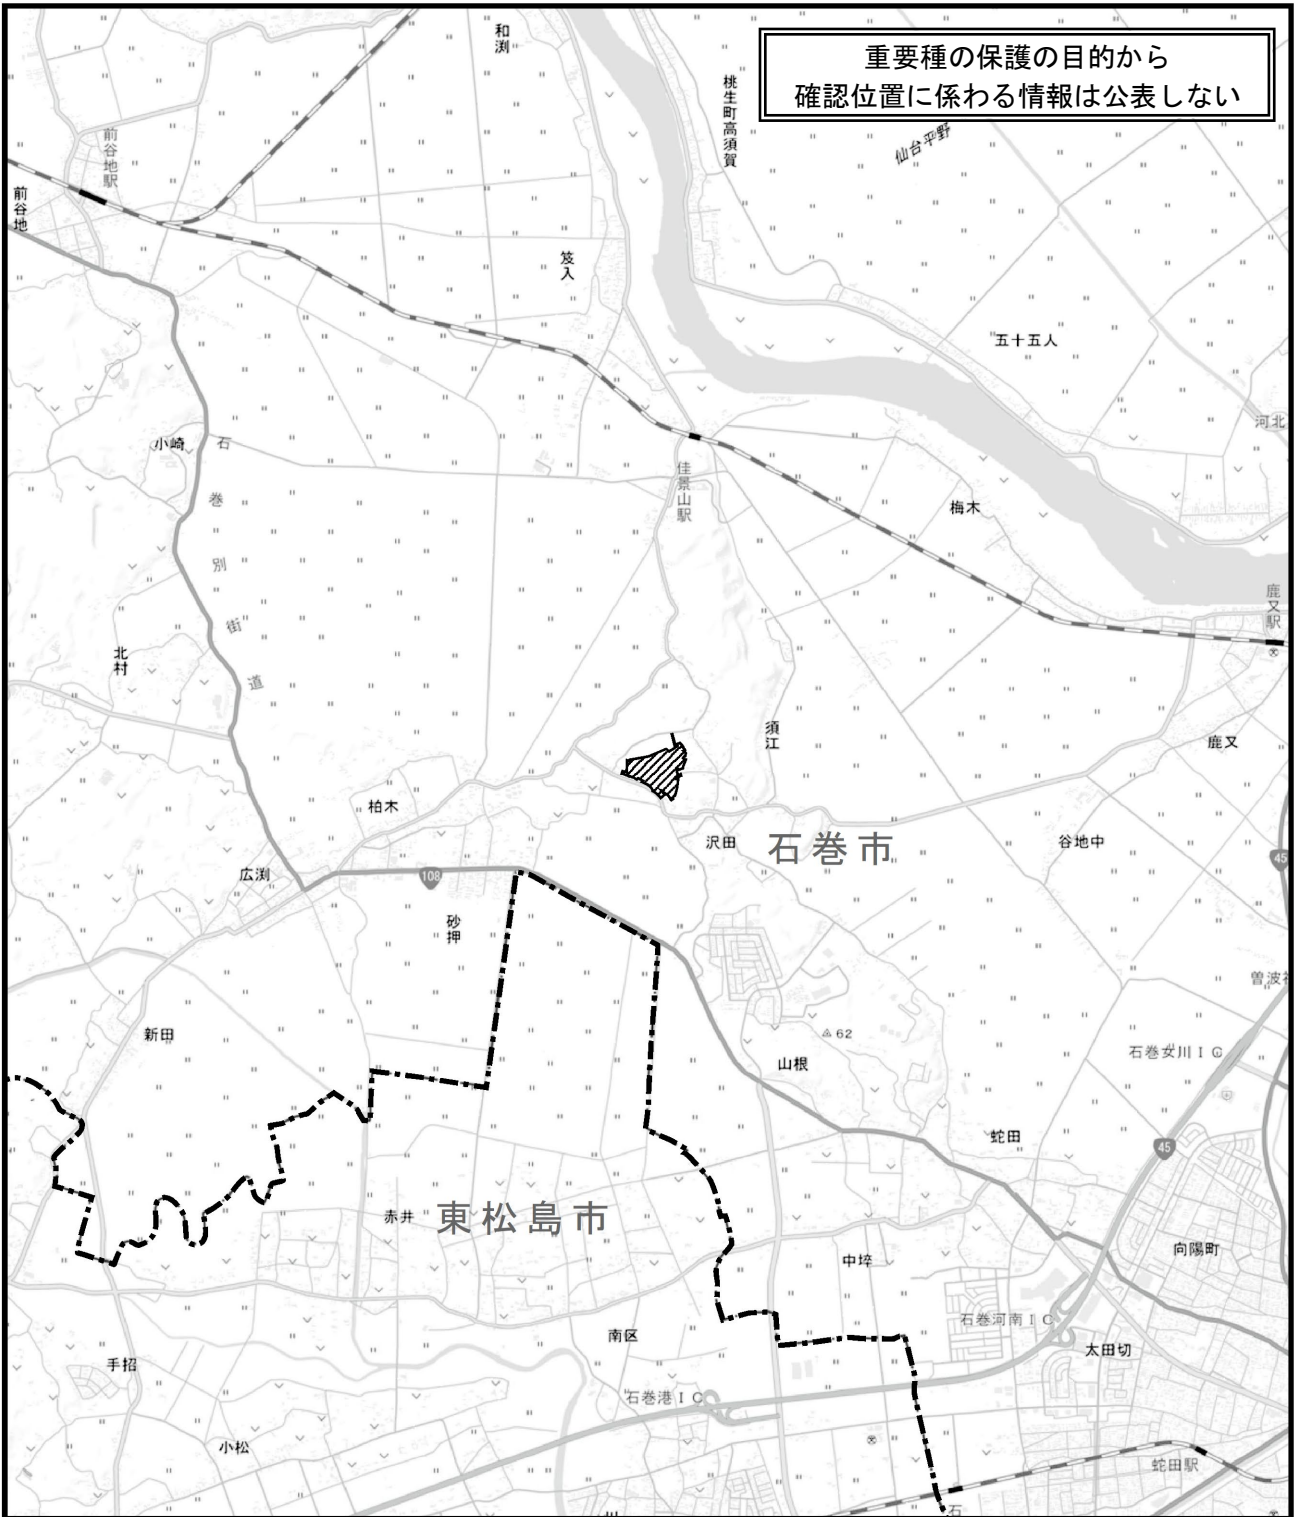 重要種の保護の目的から
確認位置に係わる情報は公表しない
和渕
桃生町高須賀
仙台平野
前谷地駅
前谷地
笈入
五十五人
河北
小崎
石巻別街道
佳景山駅
梅木
鹿又駅
北村
須江
鹿又
柏木
沢田
石巻市
谷地中
45
広渕
108
砂押
曽波神
新田
62
山根
石巻女川IC
蛇田
45
赤井
東松島市
向陽町
中埣
石巻河南IC
南区
太田切
手招
石巻港IC
小松
蛇田駅
石